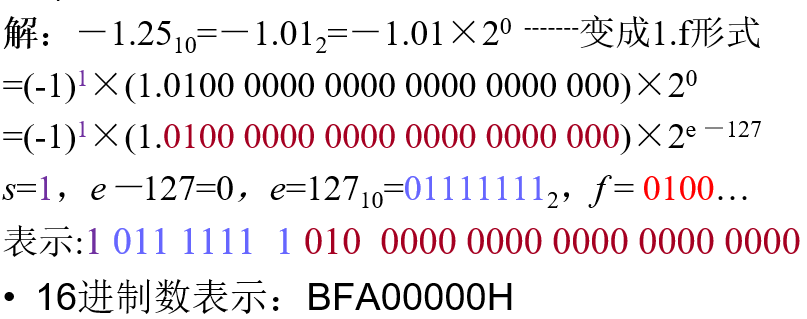 解：－1.25₁₀=－1.01₂=－1.01×2⁰ -------变成1.f形式
=(-1)¹×(1.0100 0000 0000 0000 0000 000)×2⁰
=(-1)¹×(1.0100 0000 0000 0000 0000 000)×2ᵉ⁻¹²⁷
s=1，e－127=0，e=127₁₀=01111111₂，f = 0100…
表示:1 011 1111 1 010 0000 0000 0000 0000 0000
• 16进制数表示：BFA00000H